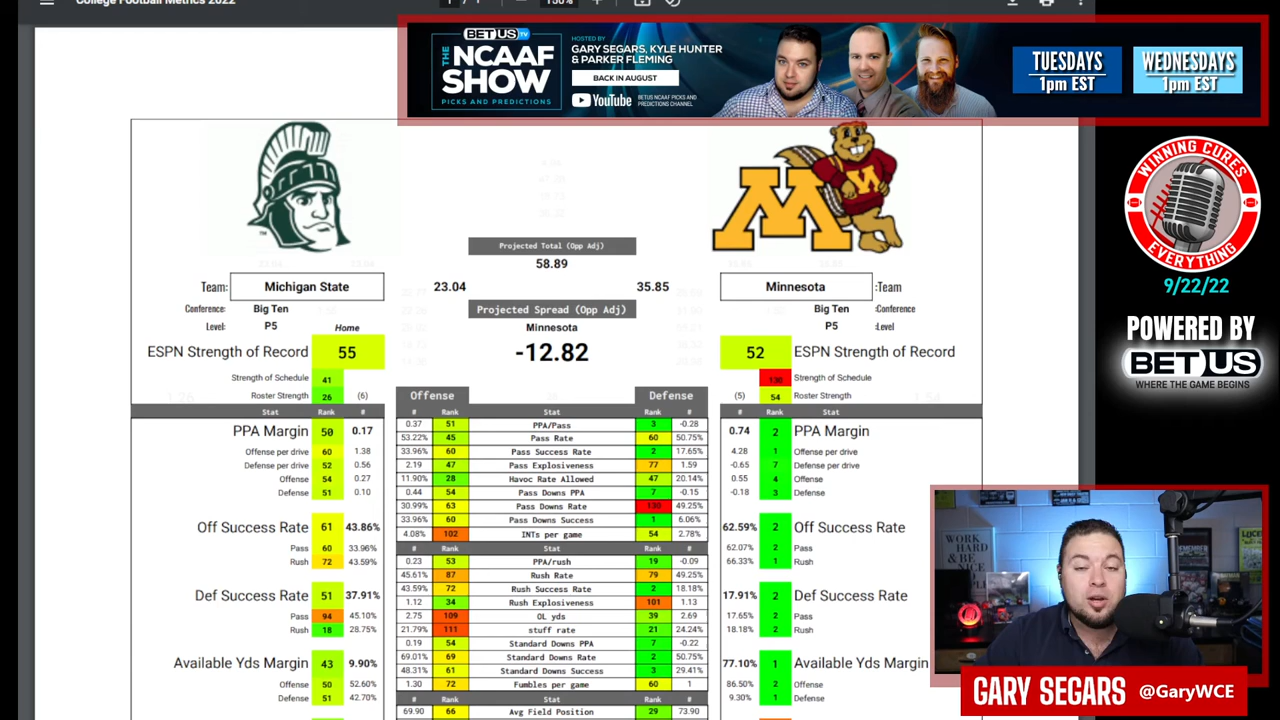 College Football Metrics 2022
1 / 1
150%
BETUS TV
THE NCAAF SHOW
PICKS AND PREDICTIONS
HOSTED BY
GARY SEGARS, KYLE HUNTER
& PARKER FLEMING
BACK IN AUGUST
YouTube
BETUS NCAAF PICKS AND PREDICTIONS CHANNEL
TUESDAYS
1pm EST
WEDNESDAYS
1pm EST
WINNING CURES
EVERYTHING
9/22/22
POWERED BY
BETUS
WHERE THE GAME BEGINS
Projected Total (Opp Adj)
58.89
Team: Michigan State 23.04 35.85 Minnesota :Team
Conference: Big Ten Projected Spread (Opp Adj) Big Ten :Conference
Level: P5 Home Minnesota P5 :Level
ESPN Strength of Record 55 -12.82 52 ESPN Strength of Record
Strength of Schedule 41 130 Strength of Schedule
Roster Strength 26 (6) Offense Defense (5) 54 Roster Strength
Stat Rank # # Rank Stat Rank # # Rank Stat
PPA Margin 50 0.17 0.74 2 PPA Margin
Offense per drive 60 1.38 4.28 1 Offense per drive
Defense per drive 52 0.56 -0.65 7 Defense per drive
Offense 54 0.27 0.55 4 Offense
Defense 51 0.10 -0.18 3 Defense
Off Success Rate 61 43.86% 62.59% 2 Off Success Rate
Pass 60 33.96% 62.07% 2 Pass
Rush 72 43.59% 66.33% 1 Rush
Def Success Rate 51 37.91% 17.91% 2 Def Success Rate
Pass 94 45.10% 17.65% 2 Pass
Rush 18 28.75% 18.18% 2 Rush
Available Yds Margin 43 9.90% 77.10% 1 Available Yds Margin
Offense 50 52.60% 86.50% 2 Offense
Defense 51 42.70% 9.30% 1 Defense
0.37 51 PPA/Pass 3 -0.28
53.22% 45 Pass Rate 60 50.75%
33.96% 60 Pass Success Rate 2 17.65%
2.19 47 Pass Explosiveness 77 1.59
11.90% 28 Havoc Rate Allowed 47 20.14%
0.44 54 Pass Downs PPA 7 -0.15
30.99% 63 Pass Downs Rate 130 49.25%
33.96% 60 Pass Downs Success 1 6.06%
4.08% 102 INTs per game 54 2.78%
# Rank Stat Rank #
0.23 53 PPA/rush 19 -0.09
45.61% 87 Rush Rate 79 49.25%
43.59% 72 Rush Success Rate 2 18.18%
1.12 34 Rush Explosiveness 101 1.13
2.75 109 OL yds 39 2.69
21.79% 111 stuff rate 21 24.24%
0.19 54 Standard Downs PPA 7 -0.22
69.01% 69 Standard Downs Rate 2 50.75%
48.31% 61 Standard Downs Success 3 29.41%
1.30 72 Fumbles per game 60 1
# Rank Stat Rank #
69.90 66 Avg Field Position 29 73.90
WORK
HARD
GARY SEGARS @GaryWCE